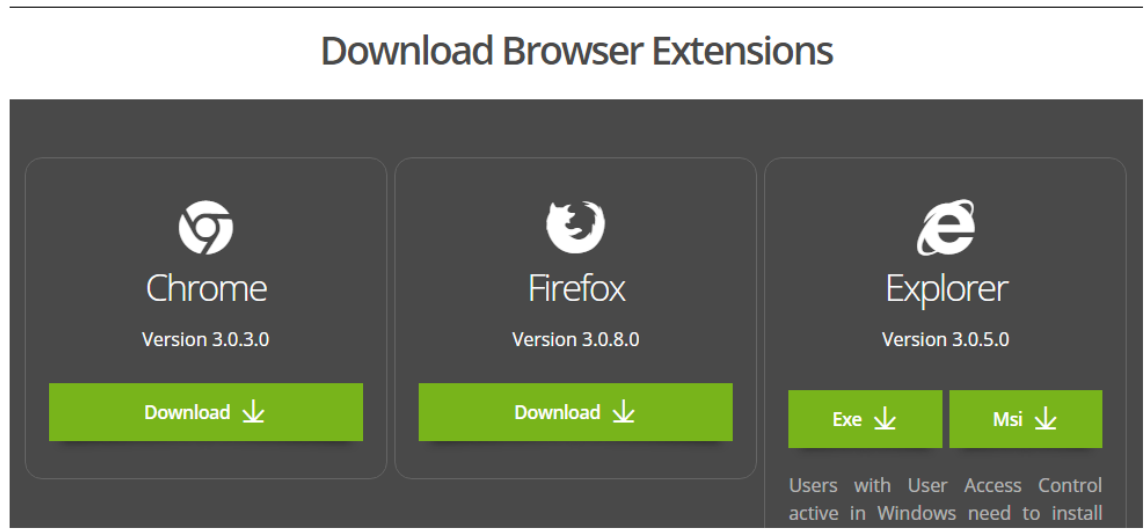 Download Browser Extensions
Chrome
Version 3.0.3.0
Download
Firefox
Version 3.0.8.0
Download
Explorer
Version 3.0.5.0
Exe
Msi
Users with User Access Control
active in Windows need to install